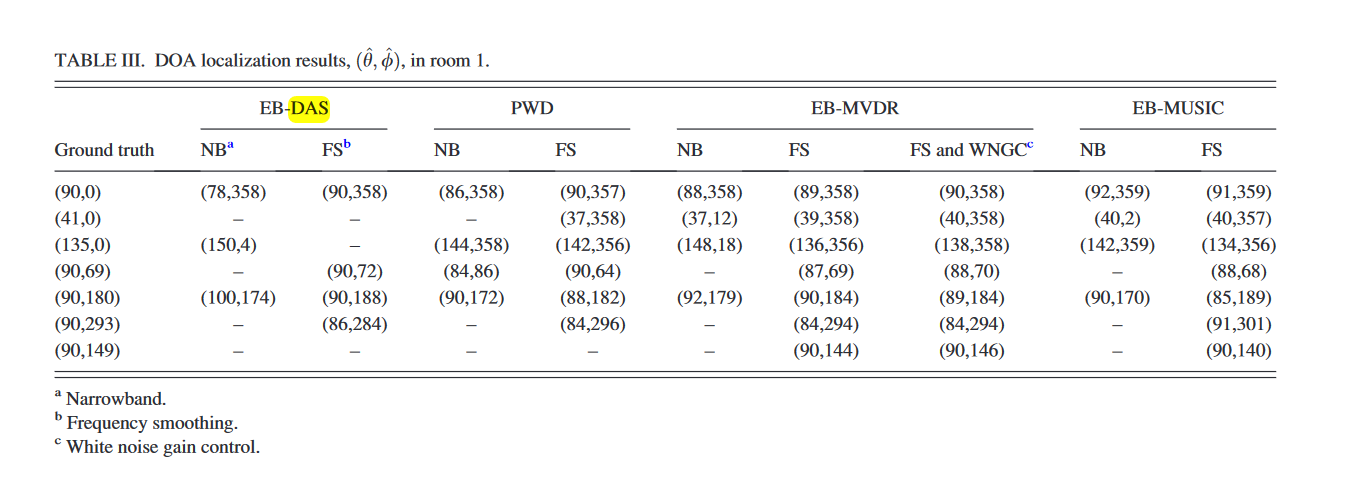 TABLE III. DOA localization results, (θ̂, ϕ̂), in room 1.
EB-DAS PWD EB-MVDR EB-MUSIC
Ground truth NBᵃ FSᵇ NB FS NB FS FS and WNGCᶜ NB FS
(90,0) (78,358) (90,358) (86,358) (90,357) (88,358) (89,358) (90,358) (92,359) (91,359)
(41,0) – – – (37,358) (37,12) (39,358) (40,358) (40,2) (40,357)
(135,0) (150,4) – (144,358) (142,356) (148,18) (136,356) (138,358) (142,359) (134,356)
(90,69) – (90,72) (84,86) (90,64) – (87,69) (88,70) – (88,68)
(90,180) (100,174) (90,188) (90,172) (88,182) (92,179) (90,184) (89,184) (90,170) (85,189)
(90,293) – (86,284) – (84,296) – (84,294) (84,294) – (91,301)
(90,149) – – – – – (90,144) (90,146) – (90,140)
ᵃ Narrowband.
ᵇ Frequency smoothing.
ᶜ White noise gain control.